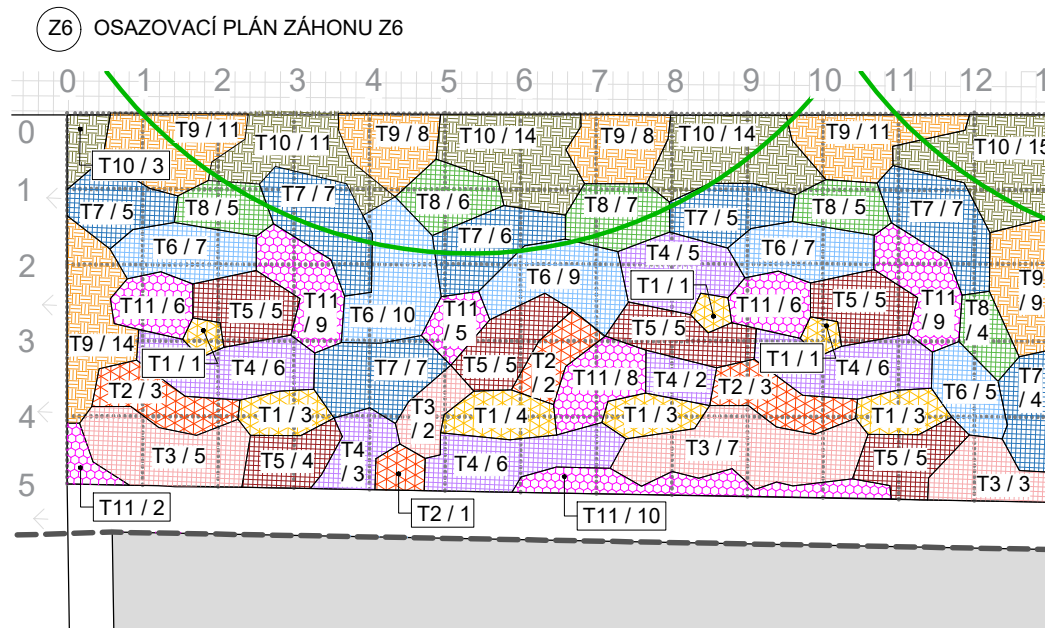 Z6 OSAZOVACÍ PLÁN ZÁHONU Z6
0 1 2 3 4 5 6 7 8 9 10 11 12 1
0
T9 / 11 T10 / 11 T9 / 8 T10 / 14 T9 / 8 T10 / 14 T9 / 11 T10 / 15
T10 / 3
1
T7 / 5 T8 / 5 T7 / 7 T8 / 6 T8 / 7 T7 / 5 T8 / 5 T7 / 7
T6 / 7 T7 / 6 T4 / 5 T6 / 7
2
T11 / 6 T5 / 5 T11 / 9 T6 / 10 T11 / 5 T6 / 9 T1 / 1 T11 / 6 T5 / 5 T11 / 9 T8 / 4 T9 / 9
3
T9 / 14 T1 / 1 T4 / 6 T7 / 7 T5 / 5 T2 / 2 T5 / 5 T1 / 1 T4 / 6
T2 / 3 T11 / 8 T4 / 2 T2 / 3 T6 / 5 T7 / 4
4
T1 / 3 T3 / 2 T1 / 4 T1 / 3 T1 / 3
T3 / 5 T5 / 4 T4 / 3 T4 / 6 T3 / 7 T5 / 5
5
T3 / 3
T11 / 2 T2 / 1 T11 / 10